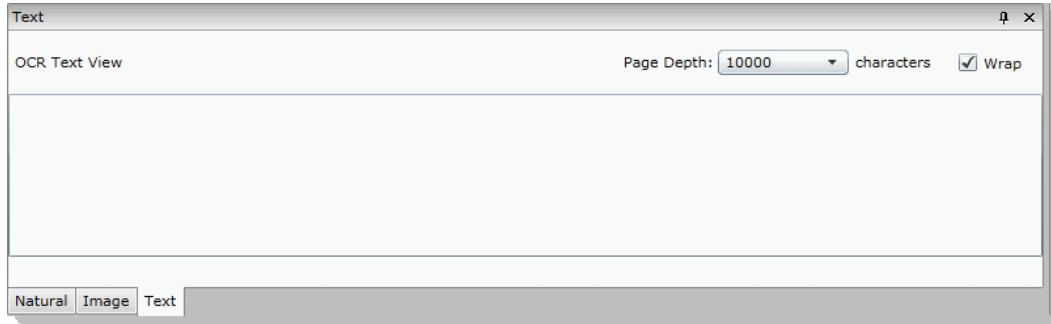 Text
OCR Text View Page Depth: 10000 characters Wrap
Natural Image Text